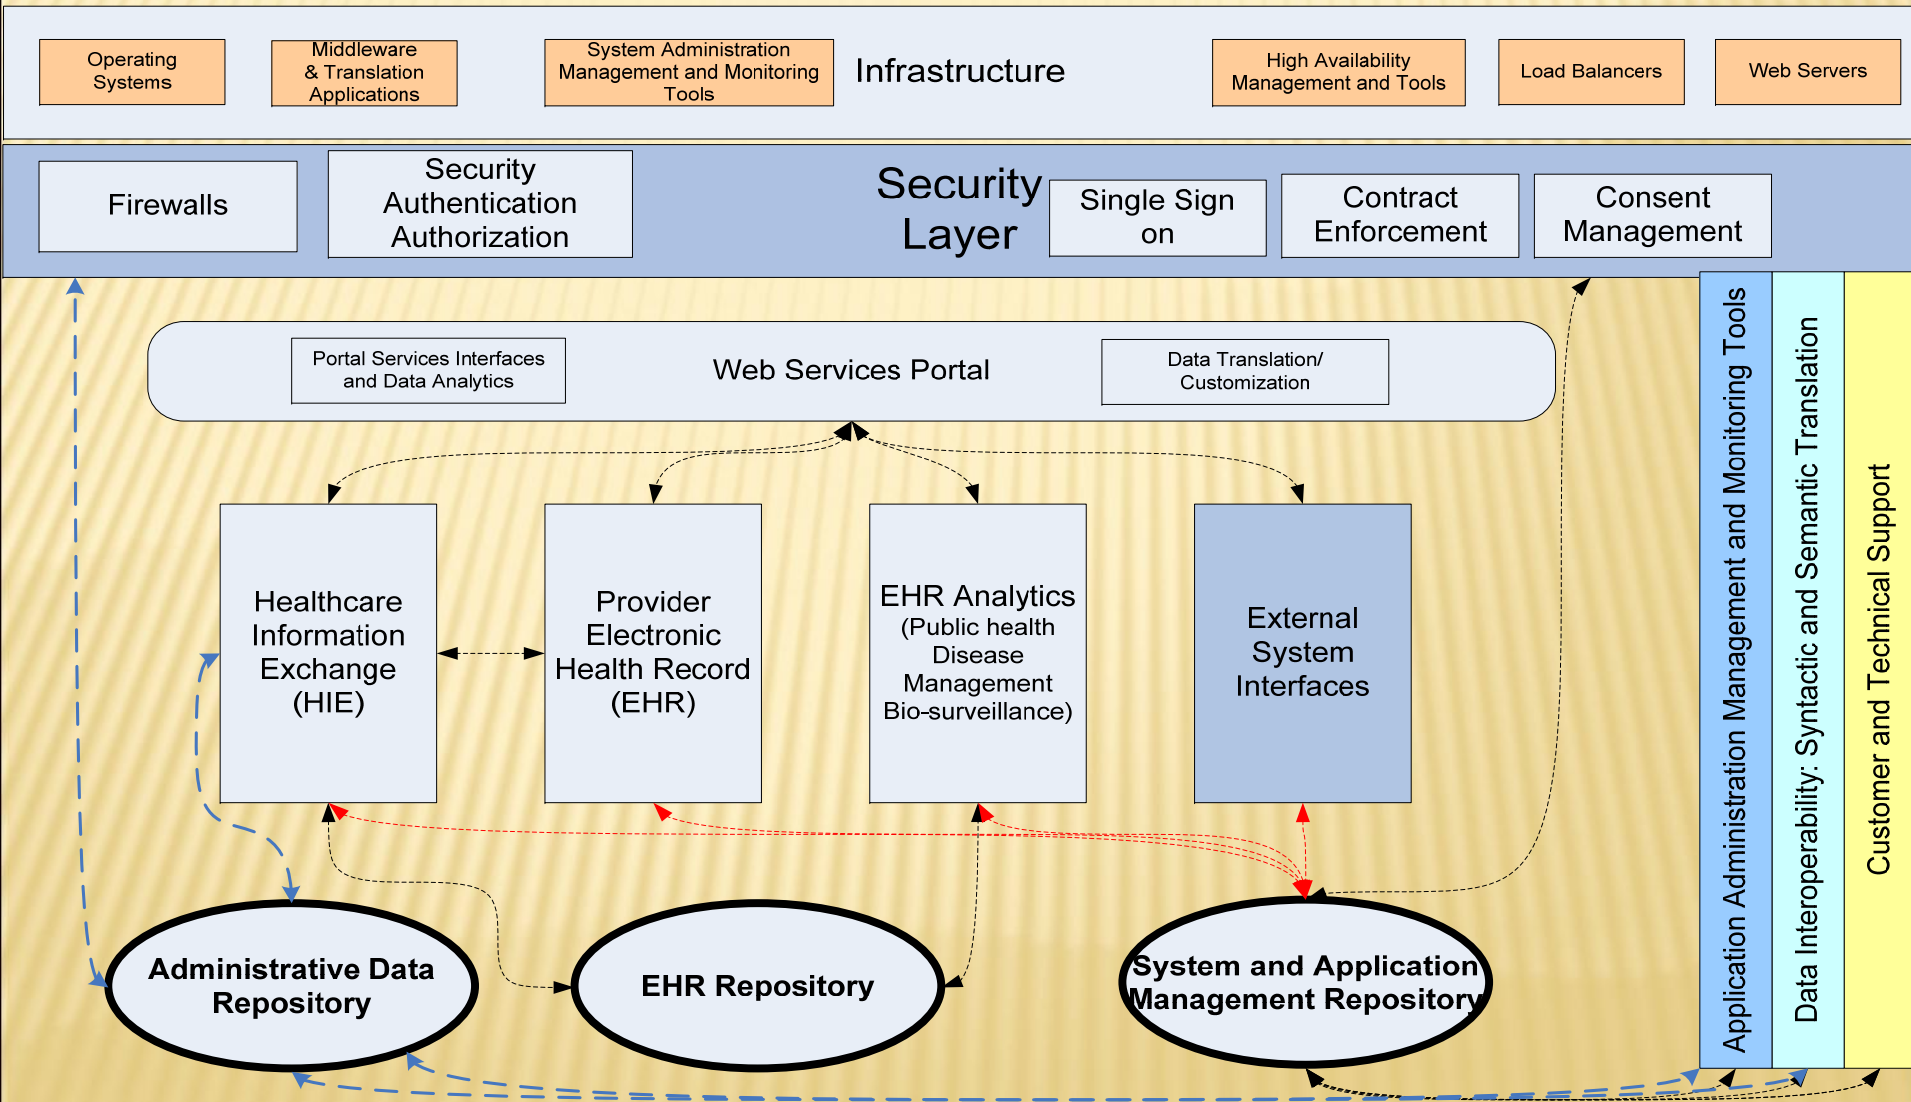 Operating
Systems
Middleware
& Translation
Applications
System Administration
Management and Monitoring
Tools
Infrastructure
High Availability
Management and Tools
Load Balancers
Web Servers
Firewalls
Security
Authentication
Authorization
Security
Layer
Single Sign
on
Contract
Enforcement
Consent
Management
Portal Services Interfaces
and Data Analytics
Web Services Portal
Data Translation/
Customization
Healthcare
Information
Exchange
(HIE)
Provider
Electronic
Health Record
(EHR)
EHR Analytics
(Public health
Disease
Management
Bio-surveillance)
External
System
Interfaces
Administrative Data
Repository
EHR Repository
System and Application
Management Repository
Application Administration Management and Monitoring Tools
Data Interoperability: Syntactic and Semantic Translation
Customer and Technical Support